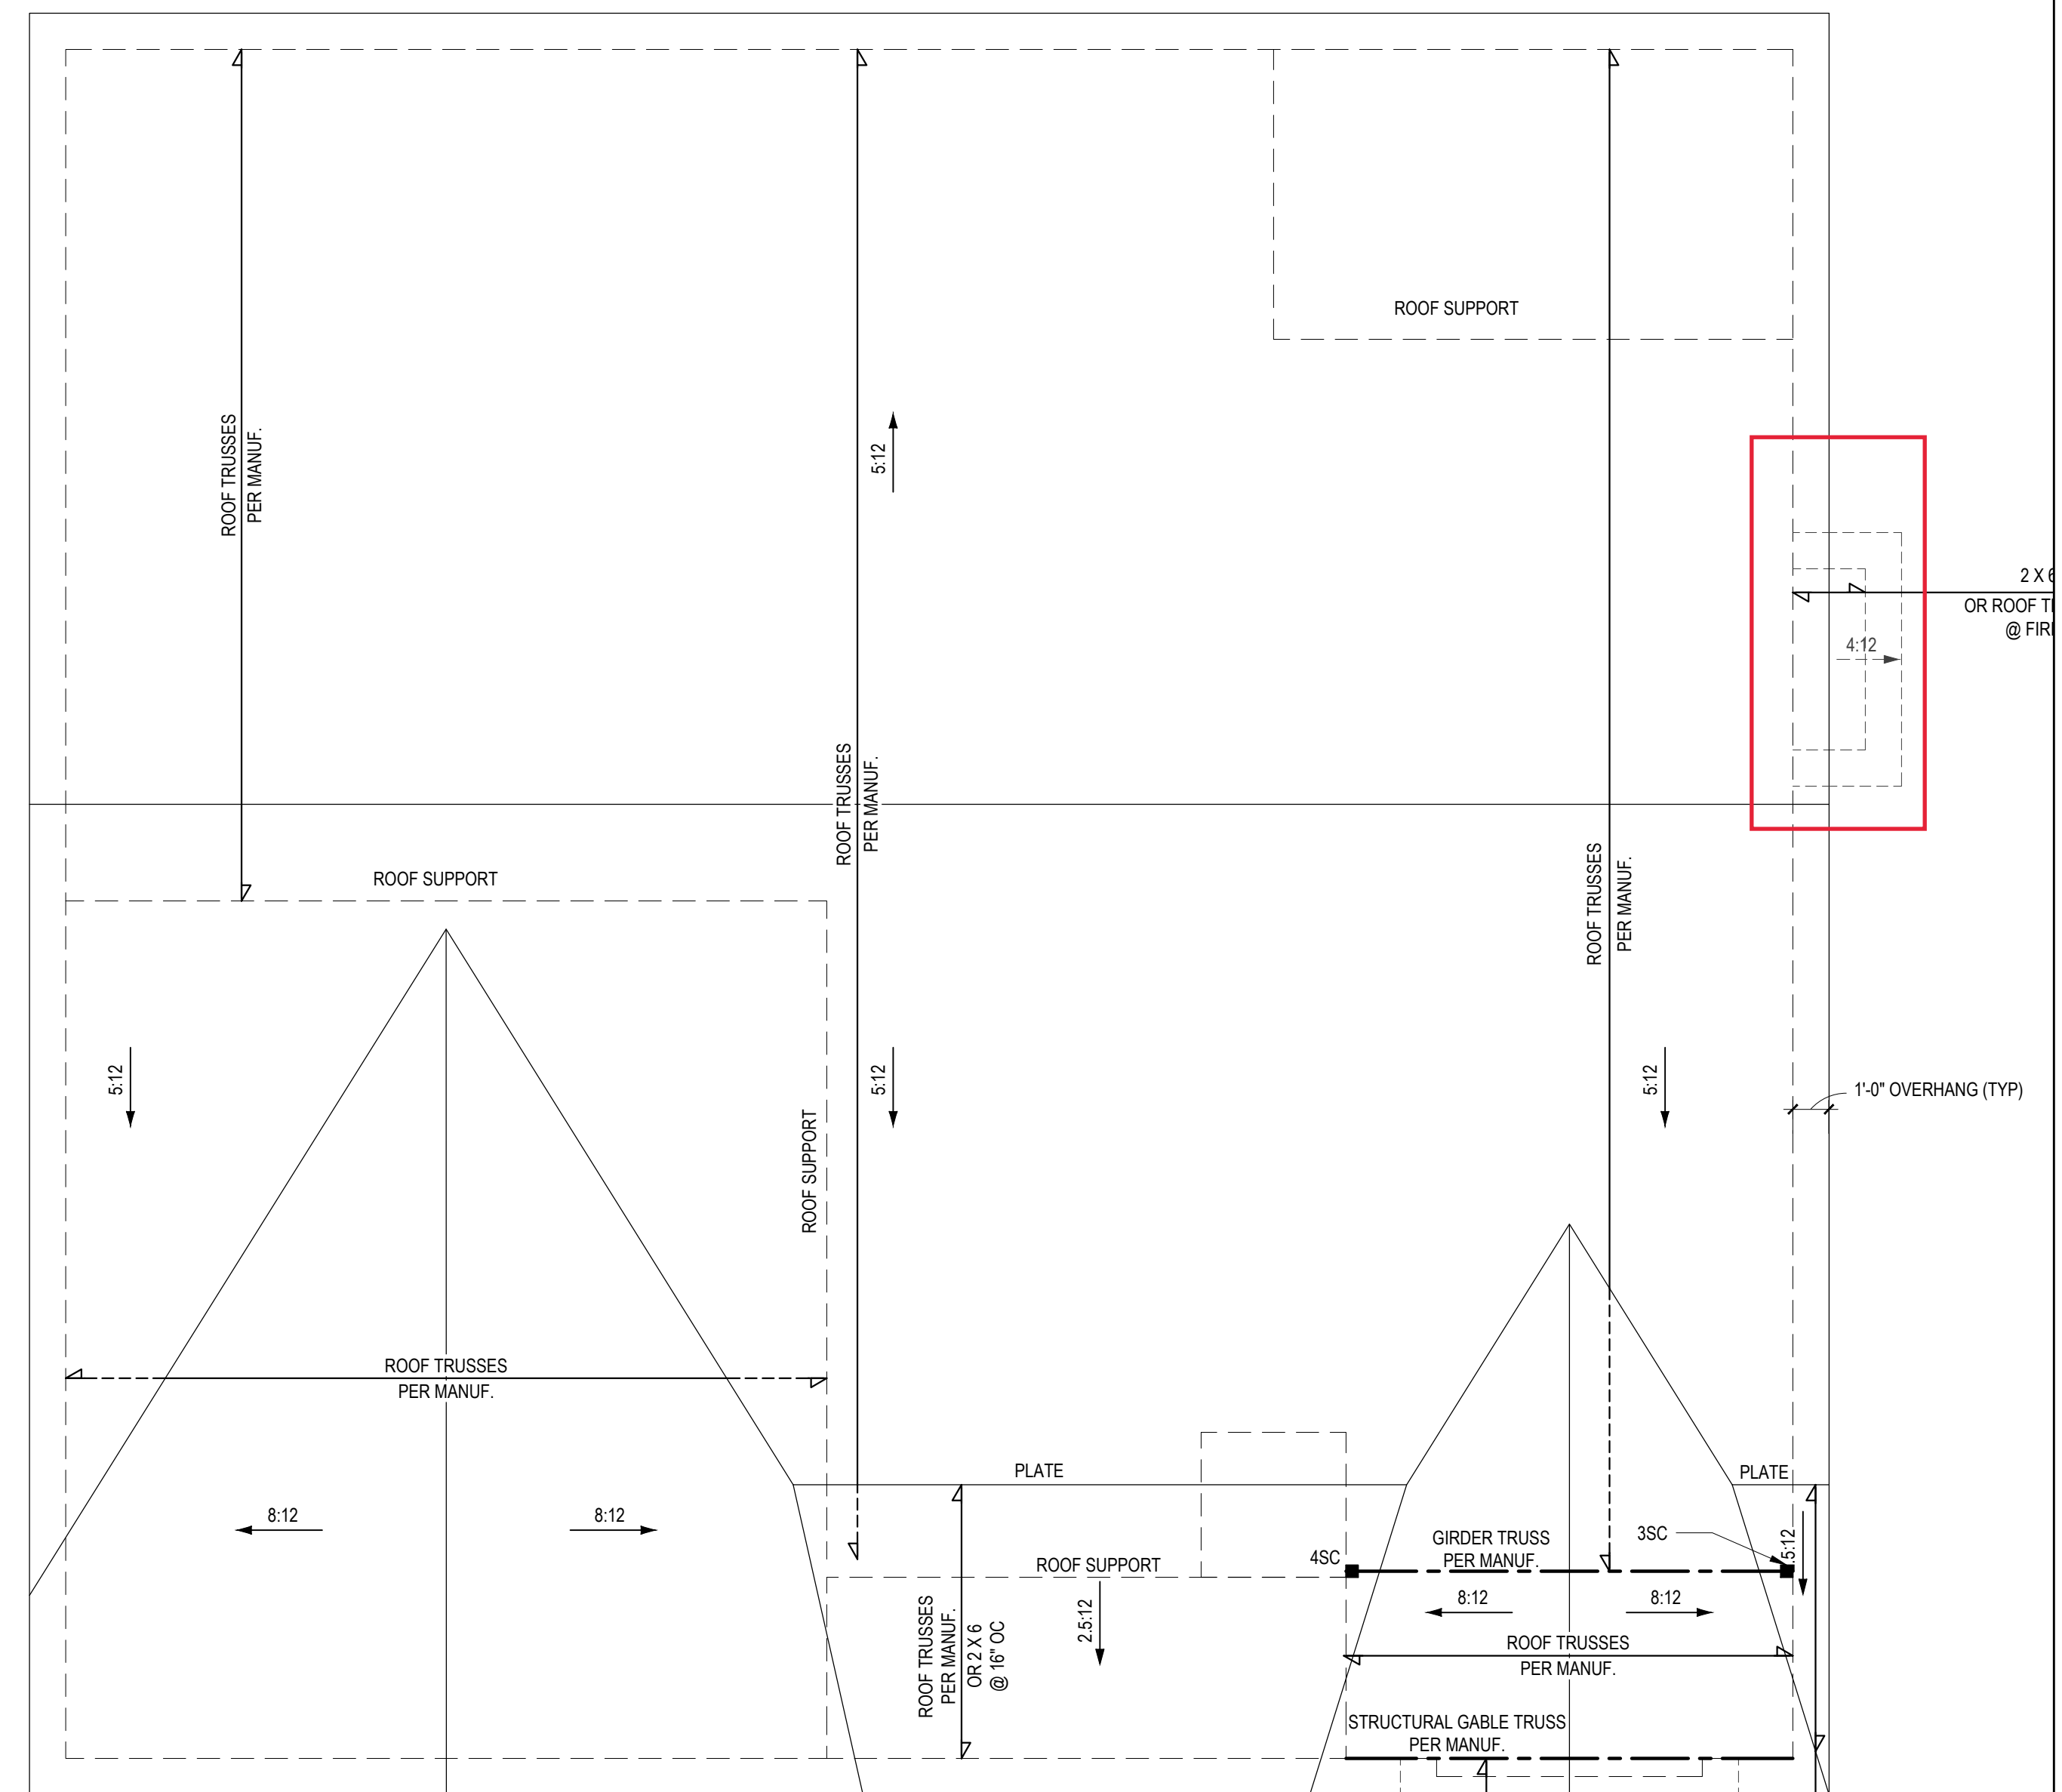 ROOF SUPPORT
ROOF TRUSSES
PER MANUF.
5:12
2 X 6
OR ROOF
@
4:12
ROOF TRUSSES
PER MANUF.
ROOF TRUSSES
PER MANUF.
ROOF SUPPORT
5:12
5:12
5:12
1'-0" OVERHANG (TYP)
ROOF SUPPORT
ROOF TRUSSES
PER MANUF.
PLATE
PLATE
8:12
8:12
ROOF SUPPORT
4SC
GIRDER TRUSS
PER MANUF.
3SC
.5:12
8:12
8:12
ROOF TRUSSES
PER MANUF.
OR 2 X 6
@ 16" OC
2.5:12
ROOF TRUSSES
PER MANUF.
STRUCTURAL GABLE TRUSS
PER MANUF.